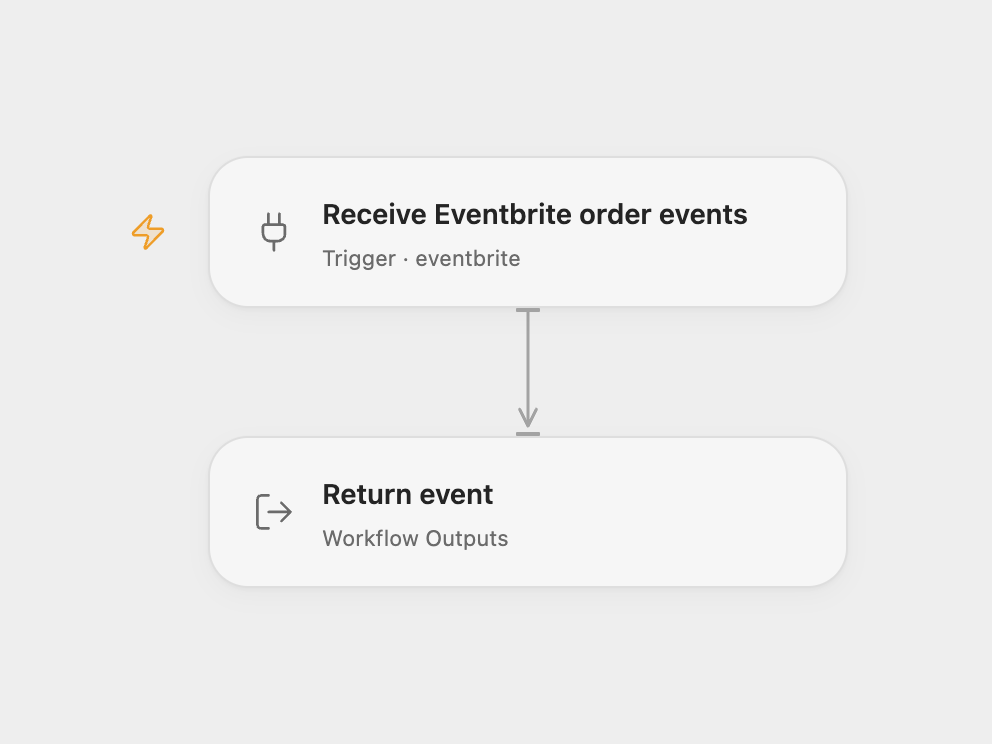 Receive Eventbrite order events
Trigger · eventbrite
Return event
Workflow Outputs